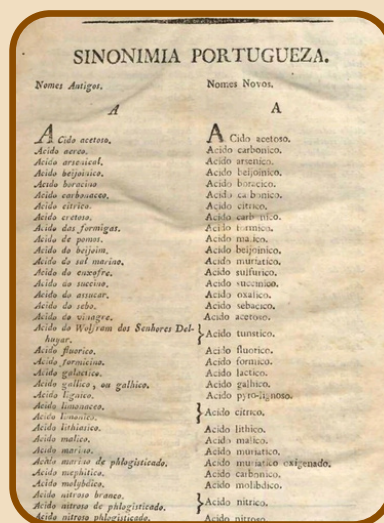 SINONIMIA PORTUGUEZA.
Nomes Antigos. Nomes Novos.
A A
ACido acetoso. ACido acetoso.
Acido aereo. Acido carbonico.
Acido arsenical. Acido arsenico.
Acido beijoinico. Acido beijoinico.
Acido boracino Acido boracico.
Acido carbonaceo. Acido carbonico.
Acido citrico. Acido citrico.
Acido cretoso. Acido carbonico.
Acido das formigas. Acido formico.
Acido de pomos. Acido malico.
Acido do beijoim. Acido beijoinico.
Acido do sal marino. Acido muriatico.
Acido do enxofre. Acido sulfurico.
Acido do succino. Acido succinico.
Acido do assucar. Acido oxalico.
Acido do sebo. Acido sebacico.
Acido do vinagre. Acido acetoso.
Acido do Wolfram dos Senhores Del-
huyar. Acido tunstico.
Acido fluorico. Acido fluorico.
Acido formicino. Acido formico.
Acido galactico. Acido lactico.
Acido gallico, ou galhico. Acido galhico.
Acido lignico. Acido pyro-lignoso.
Acido limonaceo.
Acido limonico. Acido citrico.
Acido lithiasico. Acido lithico.
Acido malico. Acido malico.
Acido marino. Acido muriatico.
Acido marino de phlogisticado. Acido muriatico oxigenado.
Acido mephitico. Acido carbonico.
Acido molybdico. Acido molibdico.
Acido nitroso branco.
Acido nitroso de phlogisticado. Acido nitrico.
Acido nitroso phlogisticado. Acido nitroso